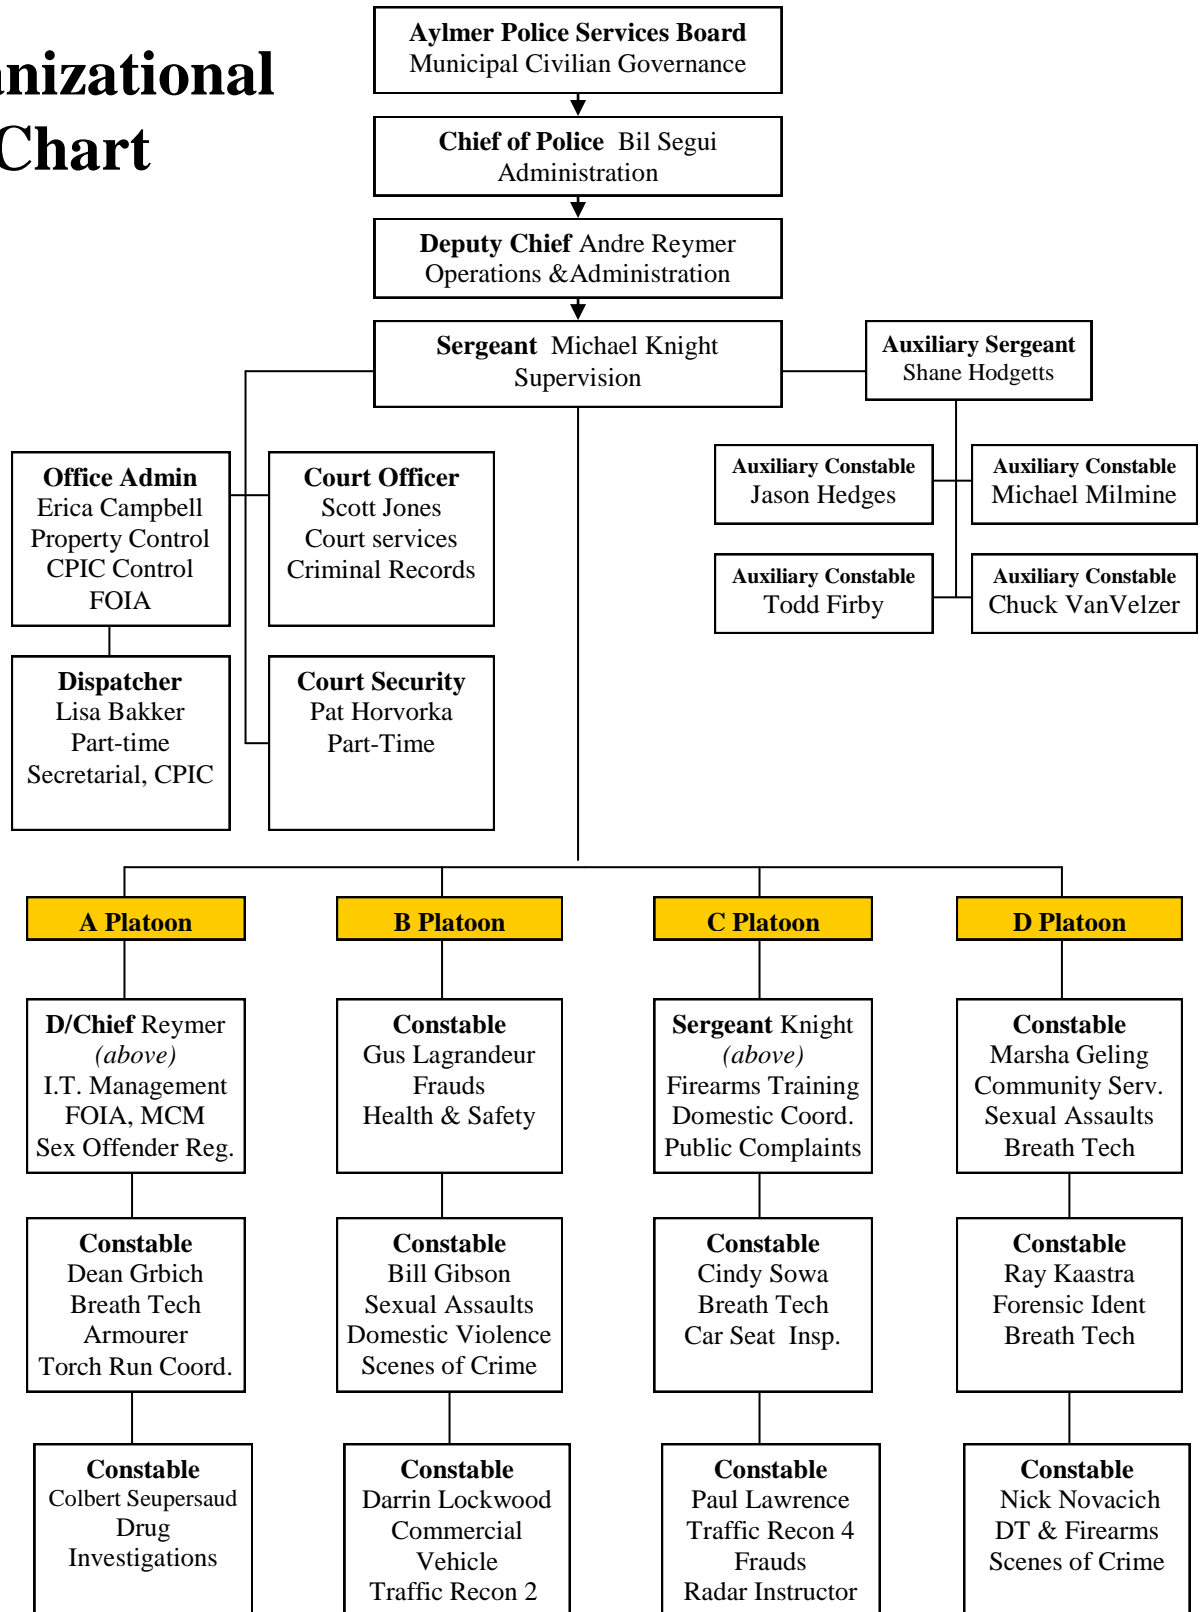 anizational
Chart
Aylmer Police Services Board
Municipal Civilian Governance
Chief of Police Bil Segui
Administration
Deputy Chief Andre Reymer
Operations &Administration
Sergeant Michael Knight
Supervision
Auxiliary Sergeant
Shane Hodgetts
Office Admin
Erica Campbell
Property Control
CPIC Control
FOIA
Court Officer
Scott Jones
Court services
Criminal Records
Auxiliary Constable
Jason Hedges
Auxiliary Constable
Michael Milmine
Auxiliary Constable
Todd Firby
Auxiliary Constable
Chuck VanVelzer
Dispatcher
Lisa Bakker
Part-time
Secretarial, CPIC
Court Security
Pat Horvorka
Part-Time
A Platoon
B Platoon
C Platoon
D Platoon
D/Chief Reymer
(above)
I.T. Management
FOIA, MCM
Sex Offender Reg.
Constable
Gus Lagrandeur
Frauds
Health & Safety
Sergeant Knight
(above)
Firearms Training
Domestic Coord.
Public Complaints
Constable
Marsha Geling
Community Serv.
Sexual Assaults
Breath Tech
Constable
Dean Grbich
Breath Tech
Armourer
Torch Run Coord.
Constable
Bill Gibson
Sexual Assaults
Domestic Violence
Scenes of Crime
Constable
Cindy Sowa
Breath Tech
Car Seat Insp.
Constable
Ray Kaastra
Forensic Ident
Breath Tech
Constable
Colbert Seupersaud
Drug
Investigations
Constable
Darrin Lockwood
Commercial
Vehicle
Traffic Recon 2
Constable
Paul Lawrence
Traffic Recon 4
Frauds
Radar Instructor
Constable
Nick Novacich
DT & Firearms
Scenes of Crime